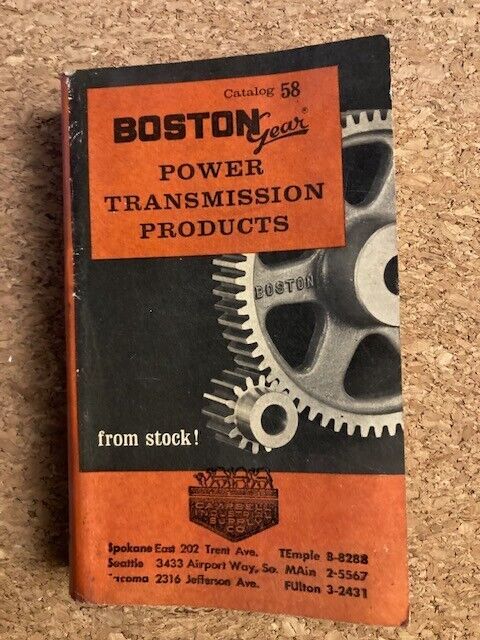 Catalog 58
BOSTON Gear®
POWER
TRANSMISSION
PRODUCTS
BOSTON
from stock!
Spokane East 202 Trent Ave. TEmple 8-8288
Seattle 3433 Airport Way, So. MAin 2-5567
Tacoma 2316 Jefferson Ave. FUlton 3-2431